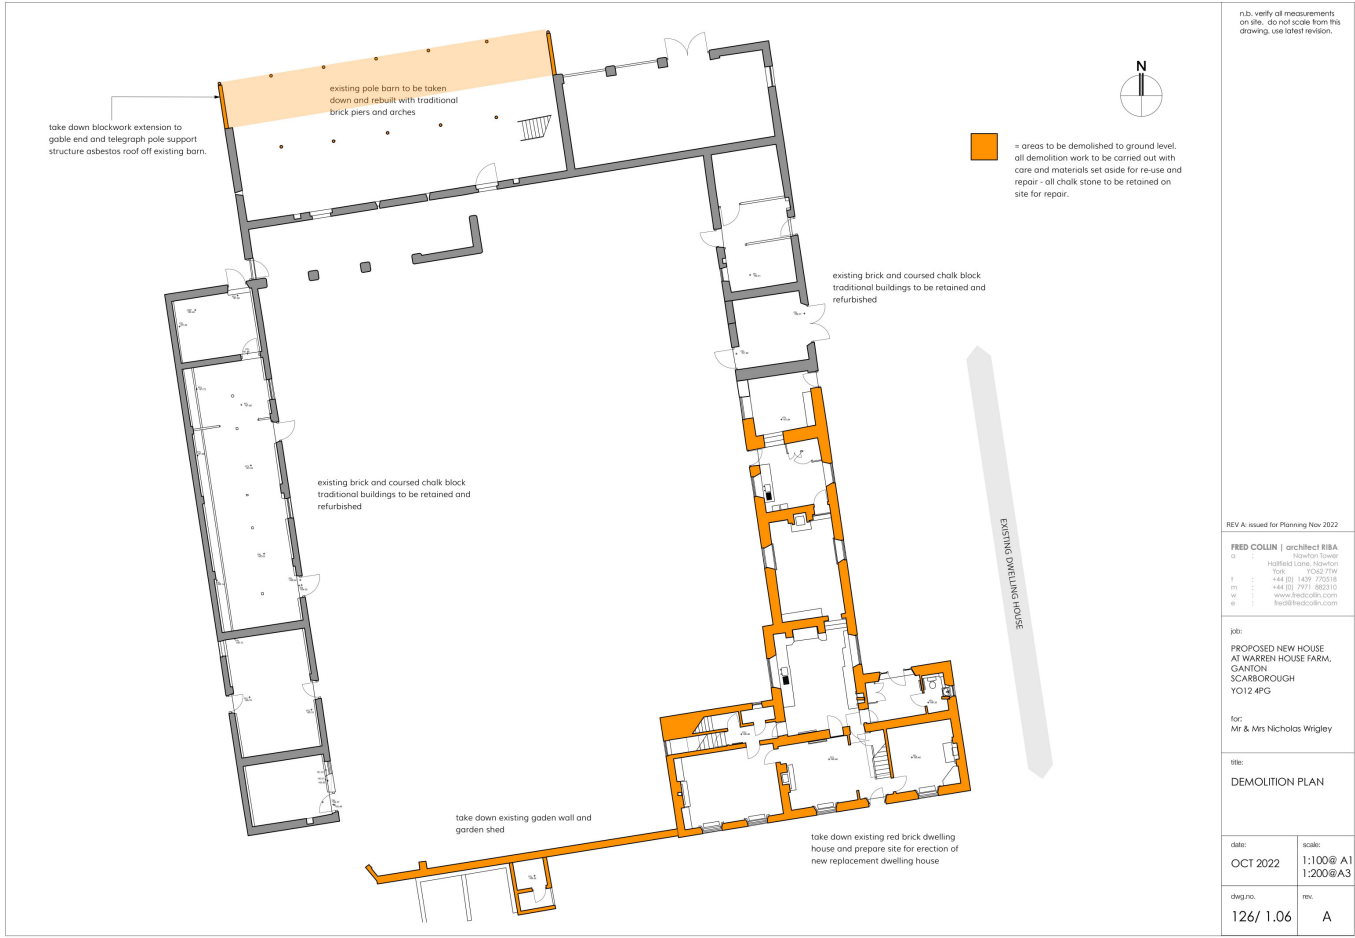 existing pole barn to be taken
down and rebuilt with traditional
brick piers and arches
take down blockwork extension to
gable end and telegraph pole support
structure asbestos roof off existing barn.
N
= areas to be demolished to ground level.
all demolition work to be carried out with
care and materials set aside for re-use and
repair - all chalk stone to be retained on
site for repair.
existing brick and coursed chalk block
traditional buildings to be retained and
refurbished
existing brick and coursed chalk block
traditional buildings to be retained and
refurbished
EXISTING DWELLING HOUSE
take down existing gaden wall and
garden shed
take down existing red brick dwelling
house and prepare site for erection of
new replacement dwelling house
n.b. verify all measurements
on site. do not scale from this
drawing, use latest revision.
REV A: issued for Planning Nov 2022
FRED COLLIN | architect RIBA
a : Nawton Tower
Hallfield Lane, Nawton
York YO62 7TW
t : +44 (0) 1439 770518
m : +44 (0) 7971 882310
w : www.fredcollin.com
e : fred@fredcollin.com
job:
PROPOSED NEW HOUSE
AT WARREN HOUSE FARM,
GANTON
SCARBOROUGH
YO12 4PG
for:
Mr & Mrs Nicholas Wrigley
title:
DEMOLITION PLAN
date:
OCT 2022
scale:
1:100@ A1
1:200@A3
dwg.no.
126/ 1.06
rev.
A